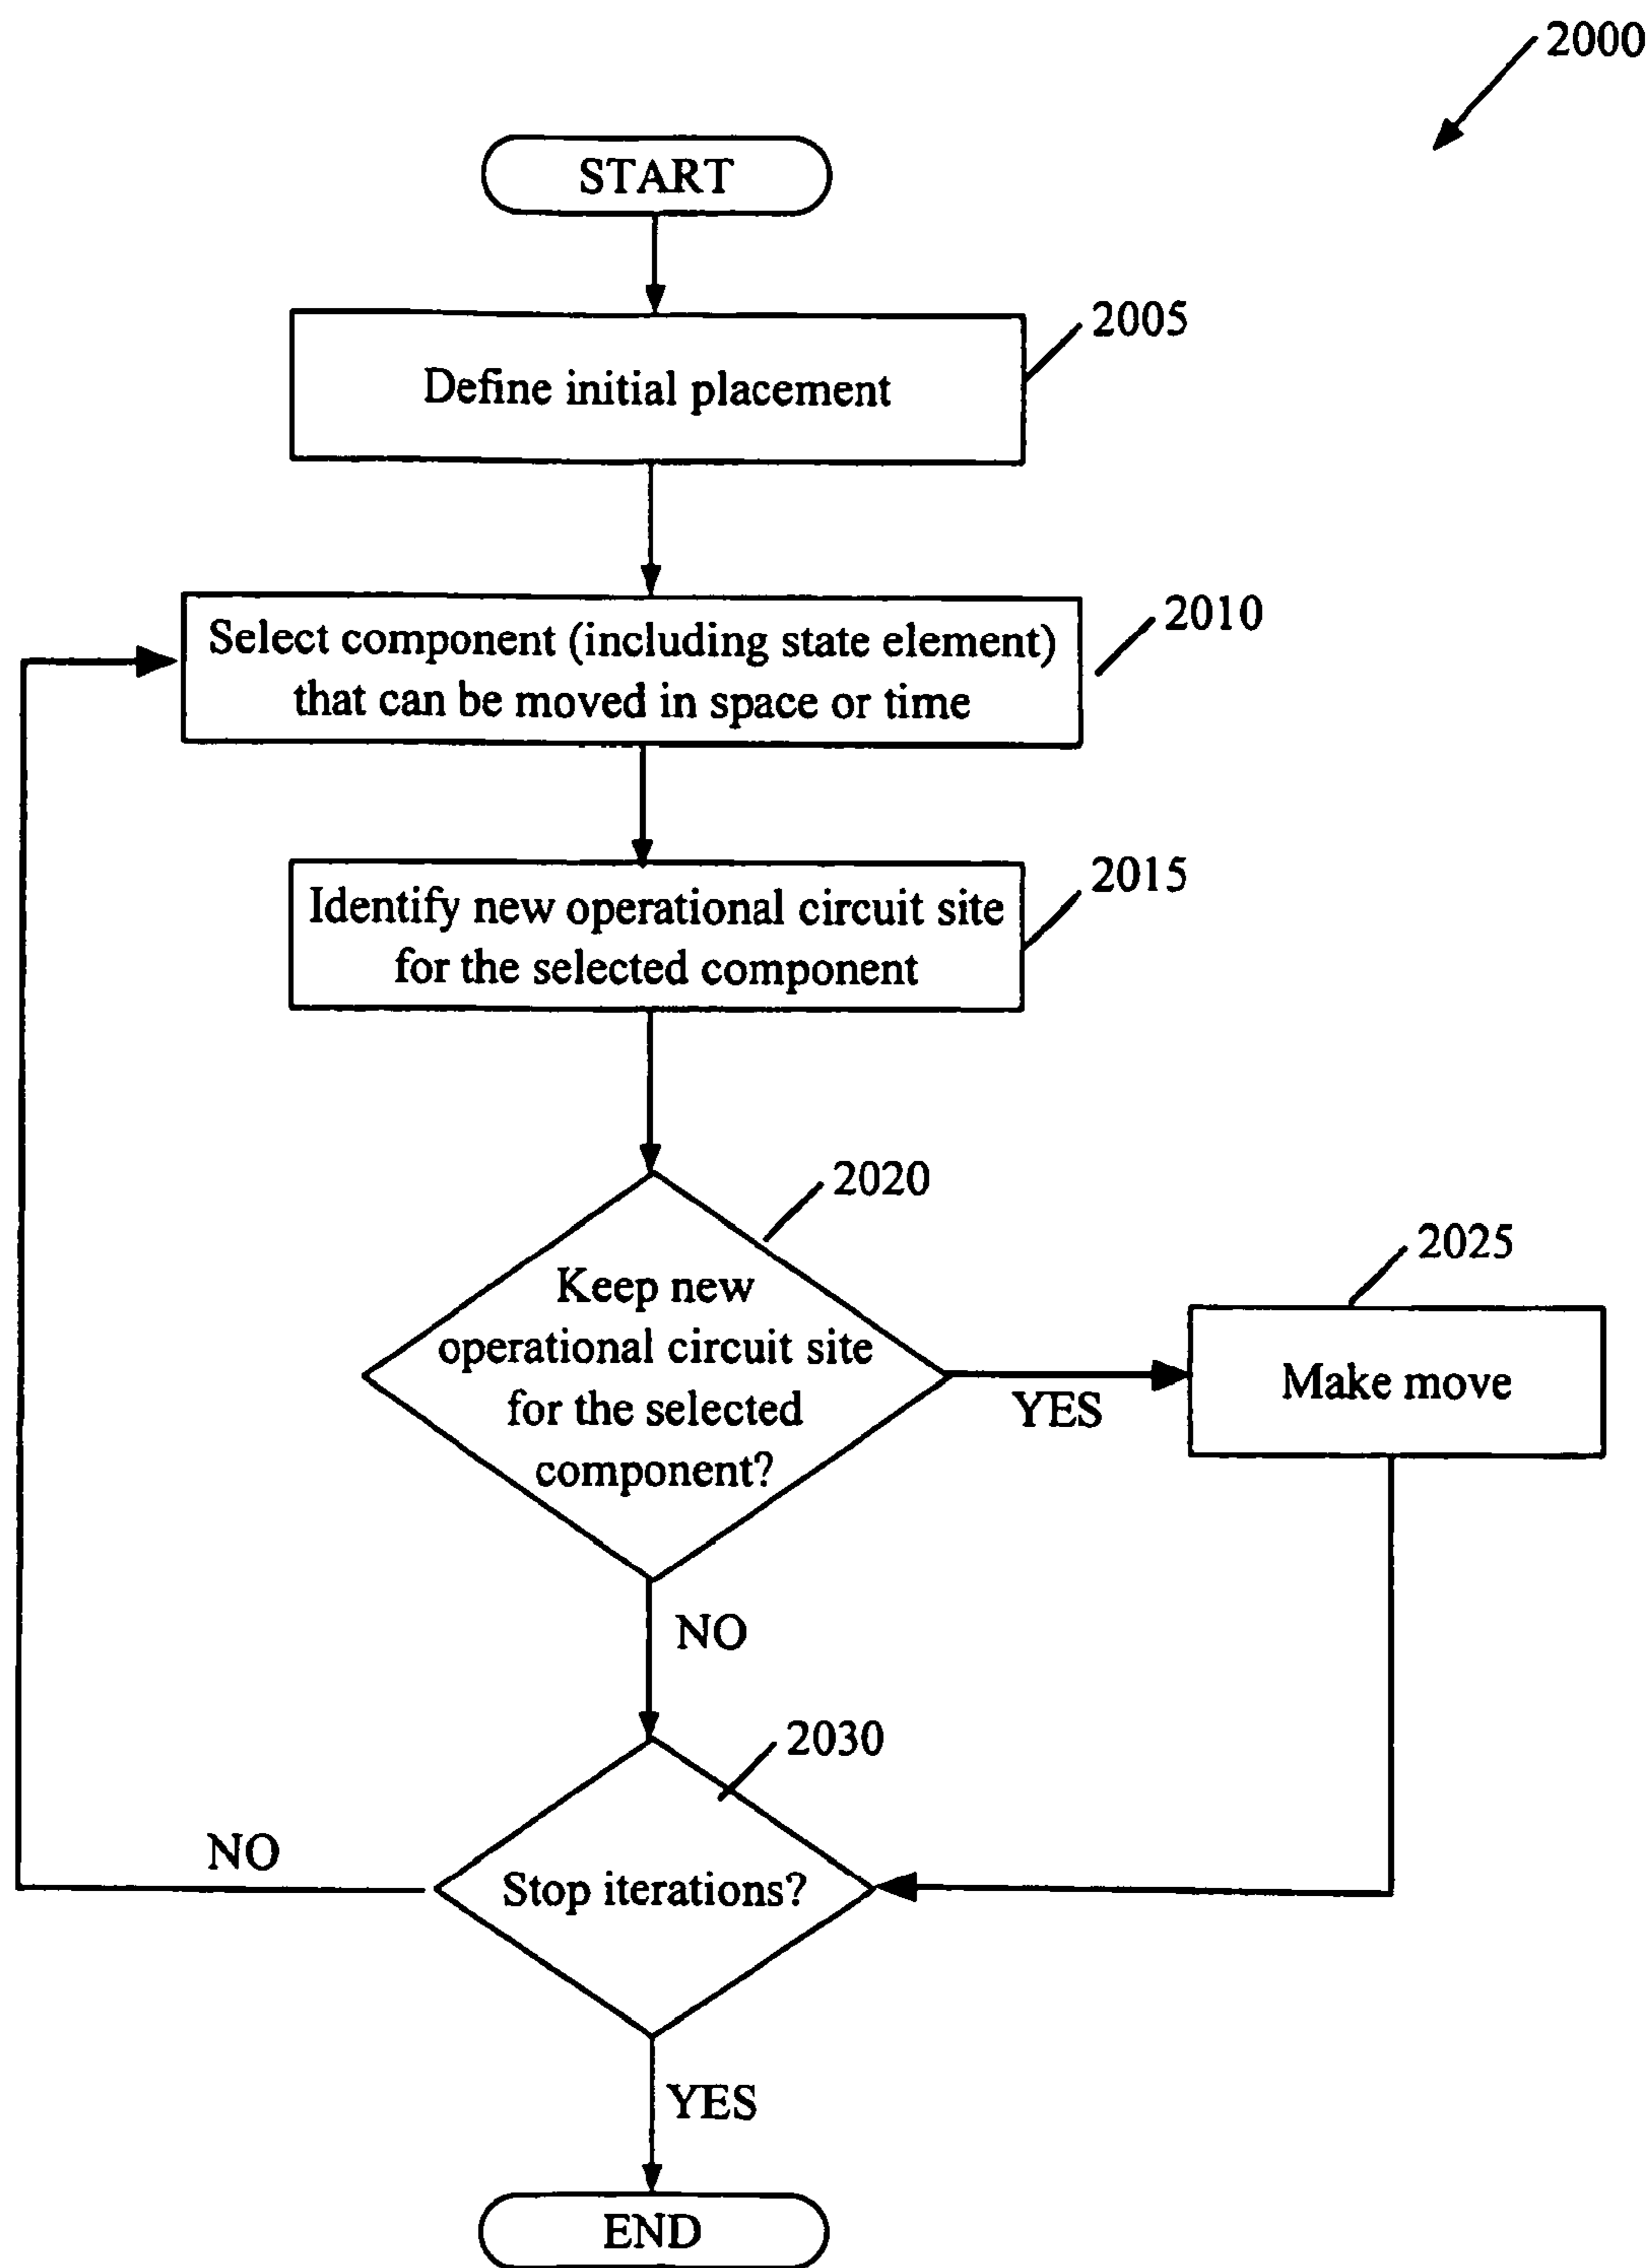 2000
START
2005
Define initial placement
2010
Select component (including state element)
that can be moved in space or time
2015
Identify new operational circuit site
for the selected component
2020
Keep new
operational circuit site
for the selected
component?
YES
2025
Make move
NO
2030
Stop iterations?
NO
YES
END